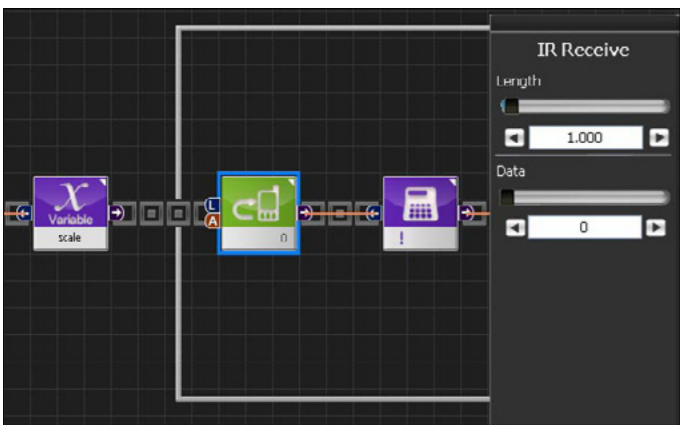 IR Receive
Length
1.000
Data
0
X
Variable
scale
L
A
0
!